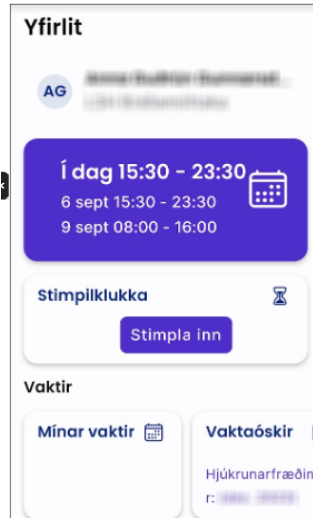 Yfirlit
AG
Í dag 15:30 - 23:30
6 sept 15:30 - 23:30
9 sept 08:00 - 16:00
Stimpilklukka
Stimpla inn
Vaktir
Mínar vaktir
Vaktaóskir
Hjúkrunarfræðin
r: